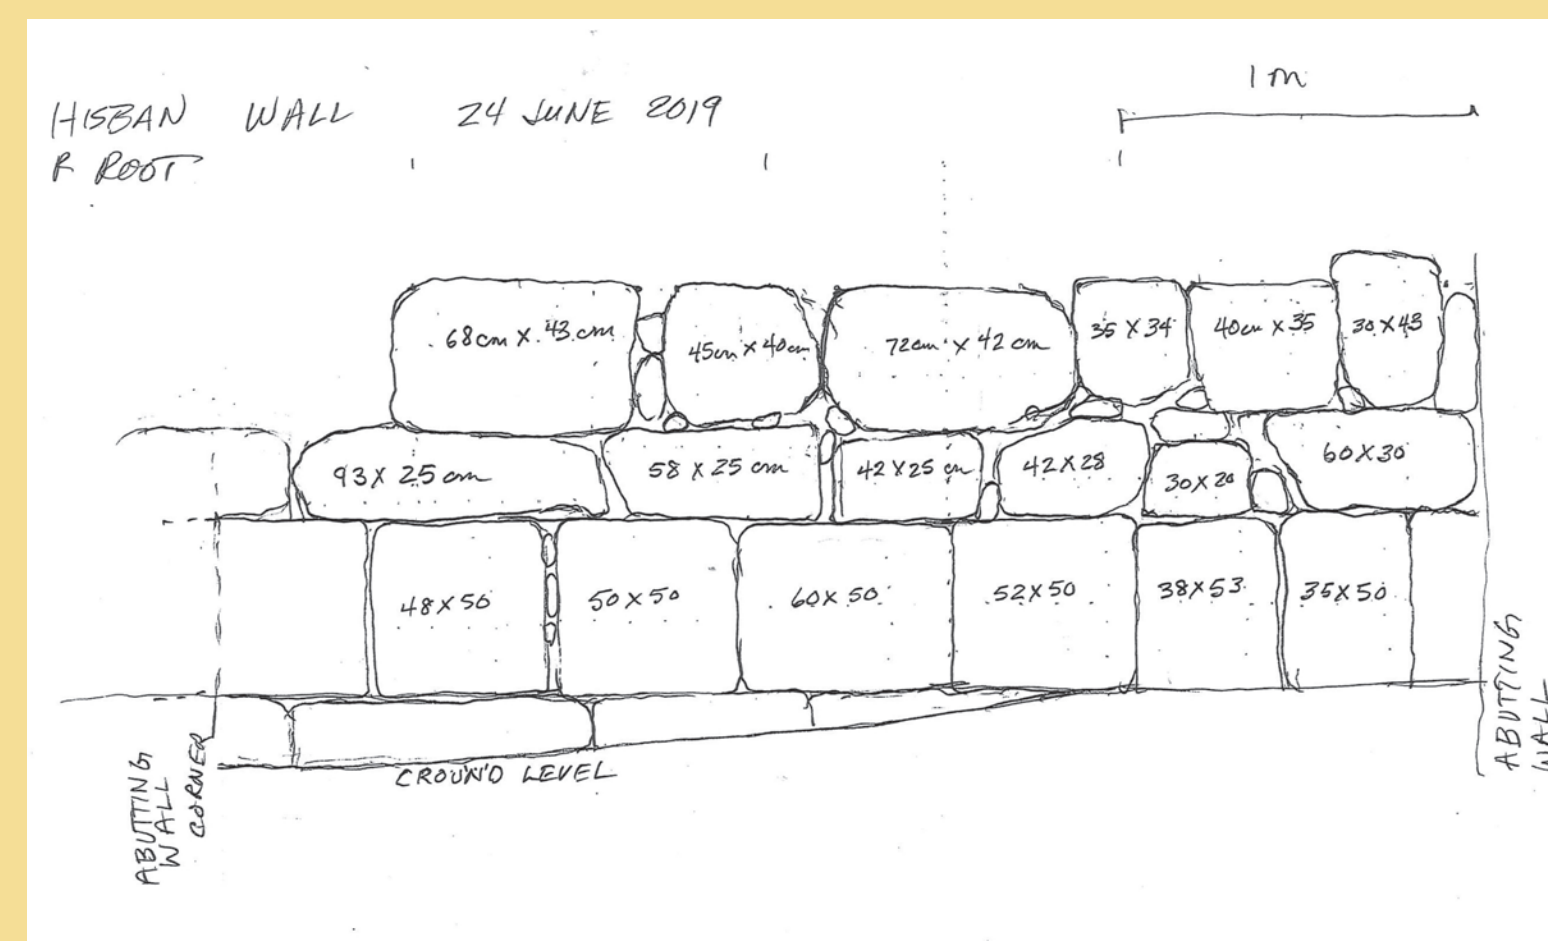 1 m
HISBAN WALL 24 JUNE 2019
R ROOT
68cm X 43 cm
45cm X 40cm
72cm X 42 cm
35 X 34
40cm X 35
30 X 43
93 X 25 cm
58 X 25 cm
42 X 25 cm
42 X 28
30 X 20
60 X 30
48 X 50
50 X 50
60 X 50
52 X 50
38 X 53
35 X 50
GROUND LEVEL
ABUTTING
WALL
CORNER
ABUTTING
WALL